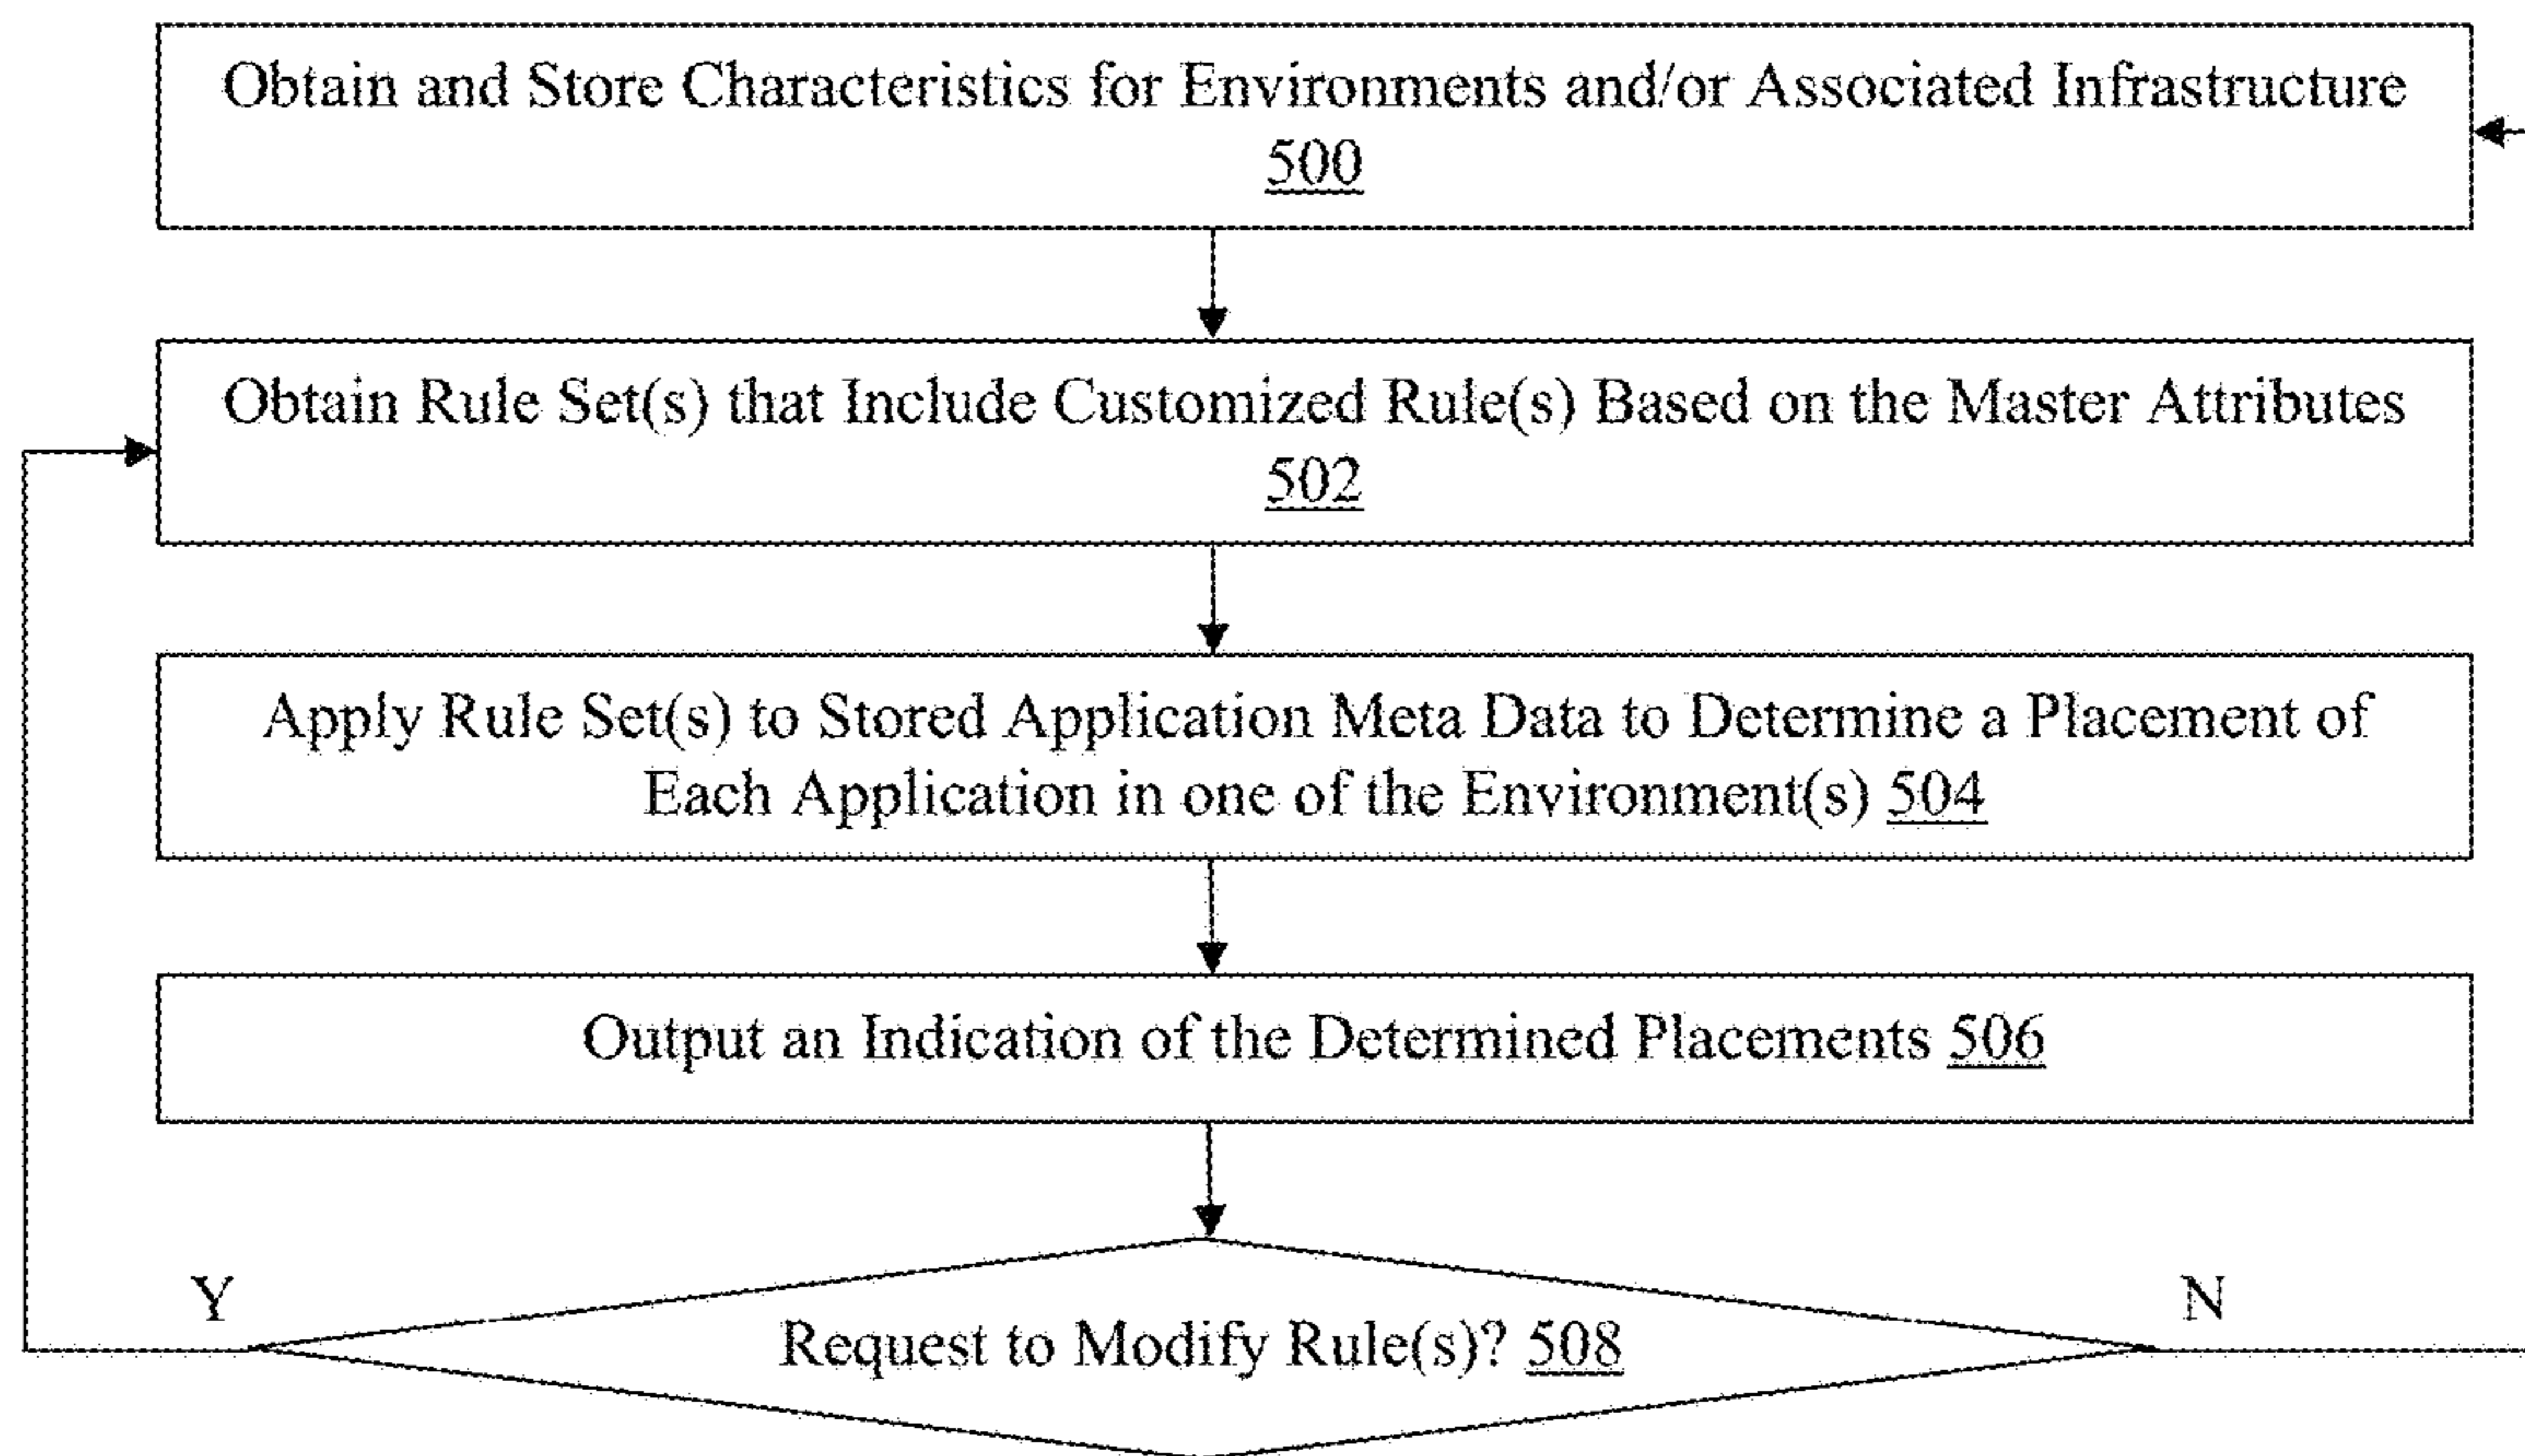 Obtain and Store Characteristics for Environments and/or Associated Infrastructure
500
Obtain Rule Set(s) that Include Customized Rule(s) Based on the Master Attributes
502
Apply Rule Set(s) to Stored Application Meta Data to Determine a Placement of
Each Application in one of the Environment(s) 504
Output an Indication of the Determined Placements 506
Y
N
Request to Modify Rule(s)? 508